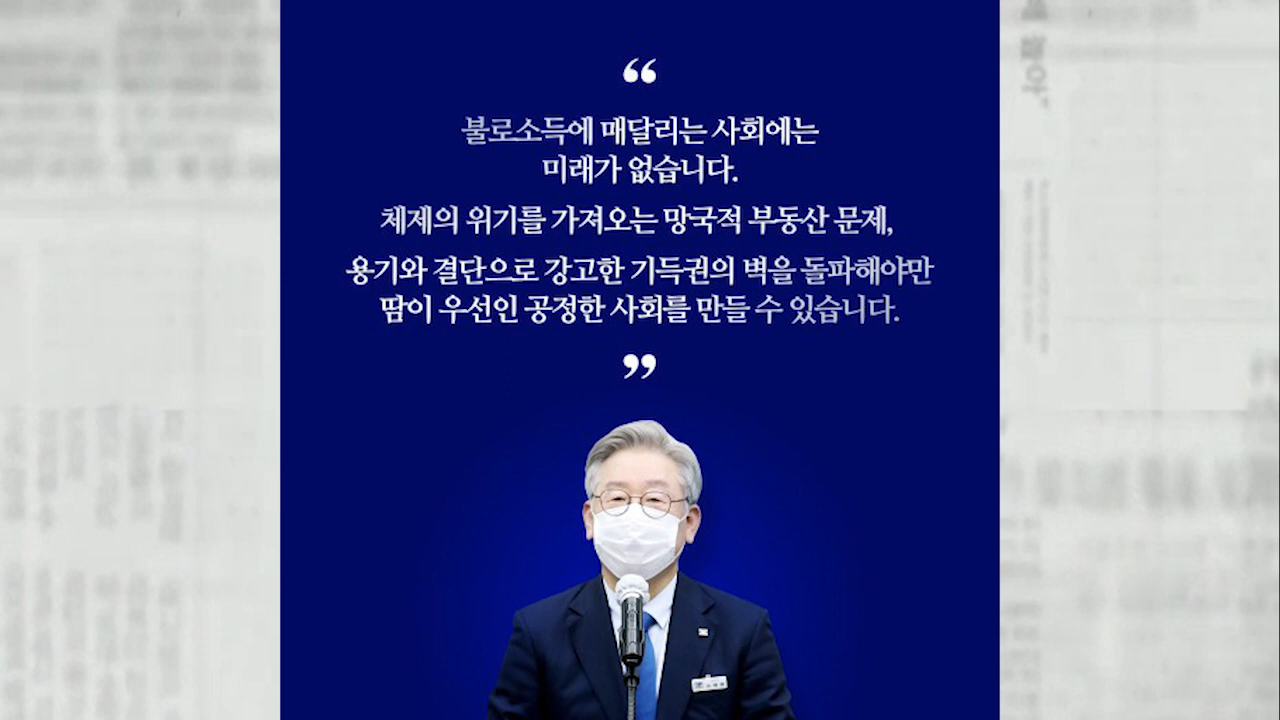 “
불로소득에 매달리는 사회에는
미래가 없습니다.
체제의 위기를 가져오는 망국적 부동산 문제,
용기와 결단으로 강고한 기득권의 벽을 돌파해야만
땀이 우선인 공정한 사회를 만들 수 있습니다.
”